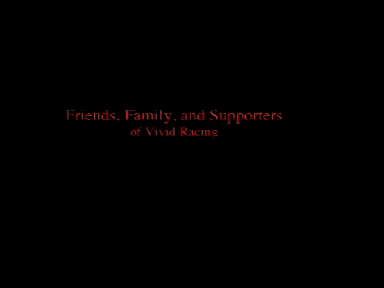 Friends, Family, and Supporters
of Vivid Racing